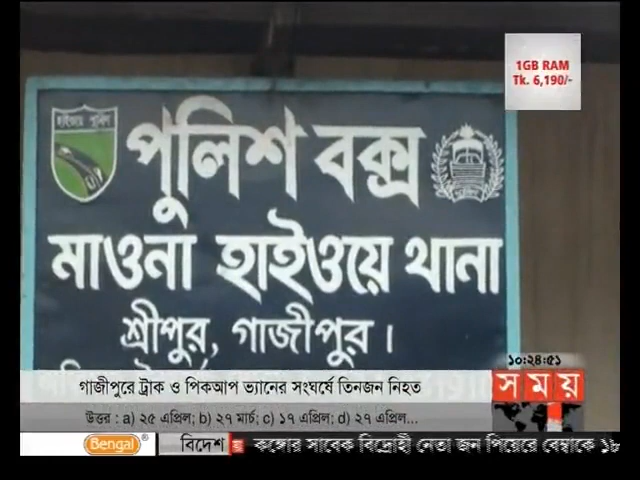 1GB RAM
Tk. 6,190/-
হাইওয়ে পুলিশ
পুলিশ বক্স
মাওনা হাইওয়ে থানা
শ্রীপুর, গাজীপুর।
১০:২৪:৫১
গাজীপুরে ট্রাক ও পিকআপ ভ্যানের সংঘর্ষে তিনজন নিহত
সময়
উত্তর : a) ২৫ এপ্রিল; b) ২৭ মার্চ; c) ১৭ এপ্রিল; d) ২৭ এপ্রিল...
Bengal বিদেশ কঙ্গোর সাবেক বিদ্রোহী নেতা জন পিয়েরে বেম্বাকে ১৮